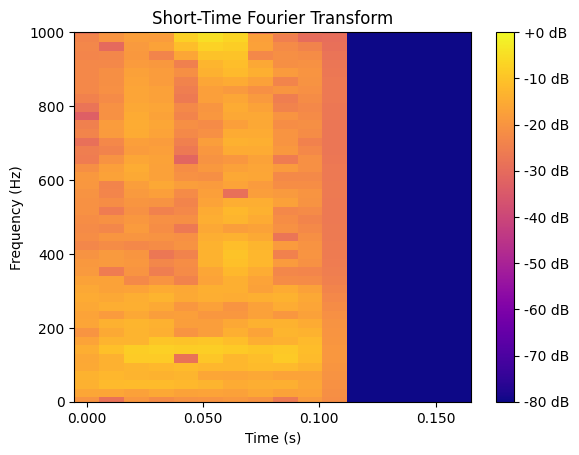 Short-Time Fourier Transform
Frequency (Hz)
1000
800
600
400
200
0
0.000
0.050
0.100
0.150
Time (s)
+0 dB
-10 dB
-20 dB
-30 dB
-40 dB
-50 dB
-60 dB
-70 dB
-80 dB